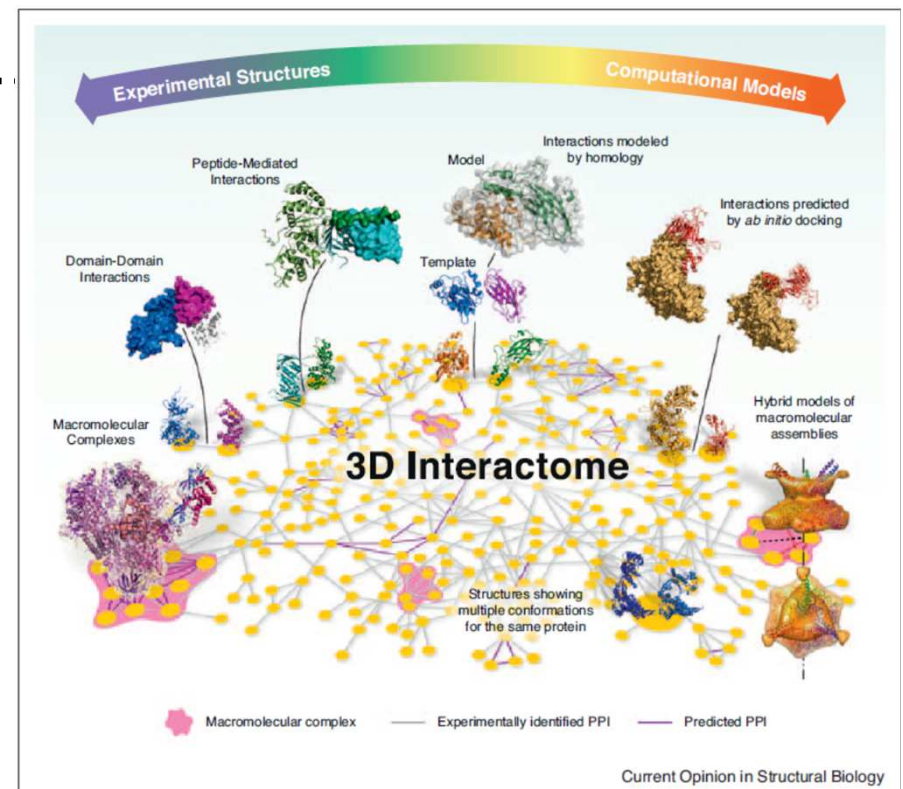 Experimental Structures
Computational Models
Peptide-Mediated
Interactions
Model
Interactions modeled
by homology
Interactions predicted
by ab initio docking
Domain-Domain
Interactions
Template
Macromolecular
Complexes
Hybrid models of
macromolecular
assemblies
3D Interactome
Structures showing
multiple conformations
for the same protein
Macromolecular complex
Experimentally identified PPI
Predicted PPI
Current Opinion in Structural Biology